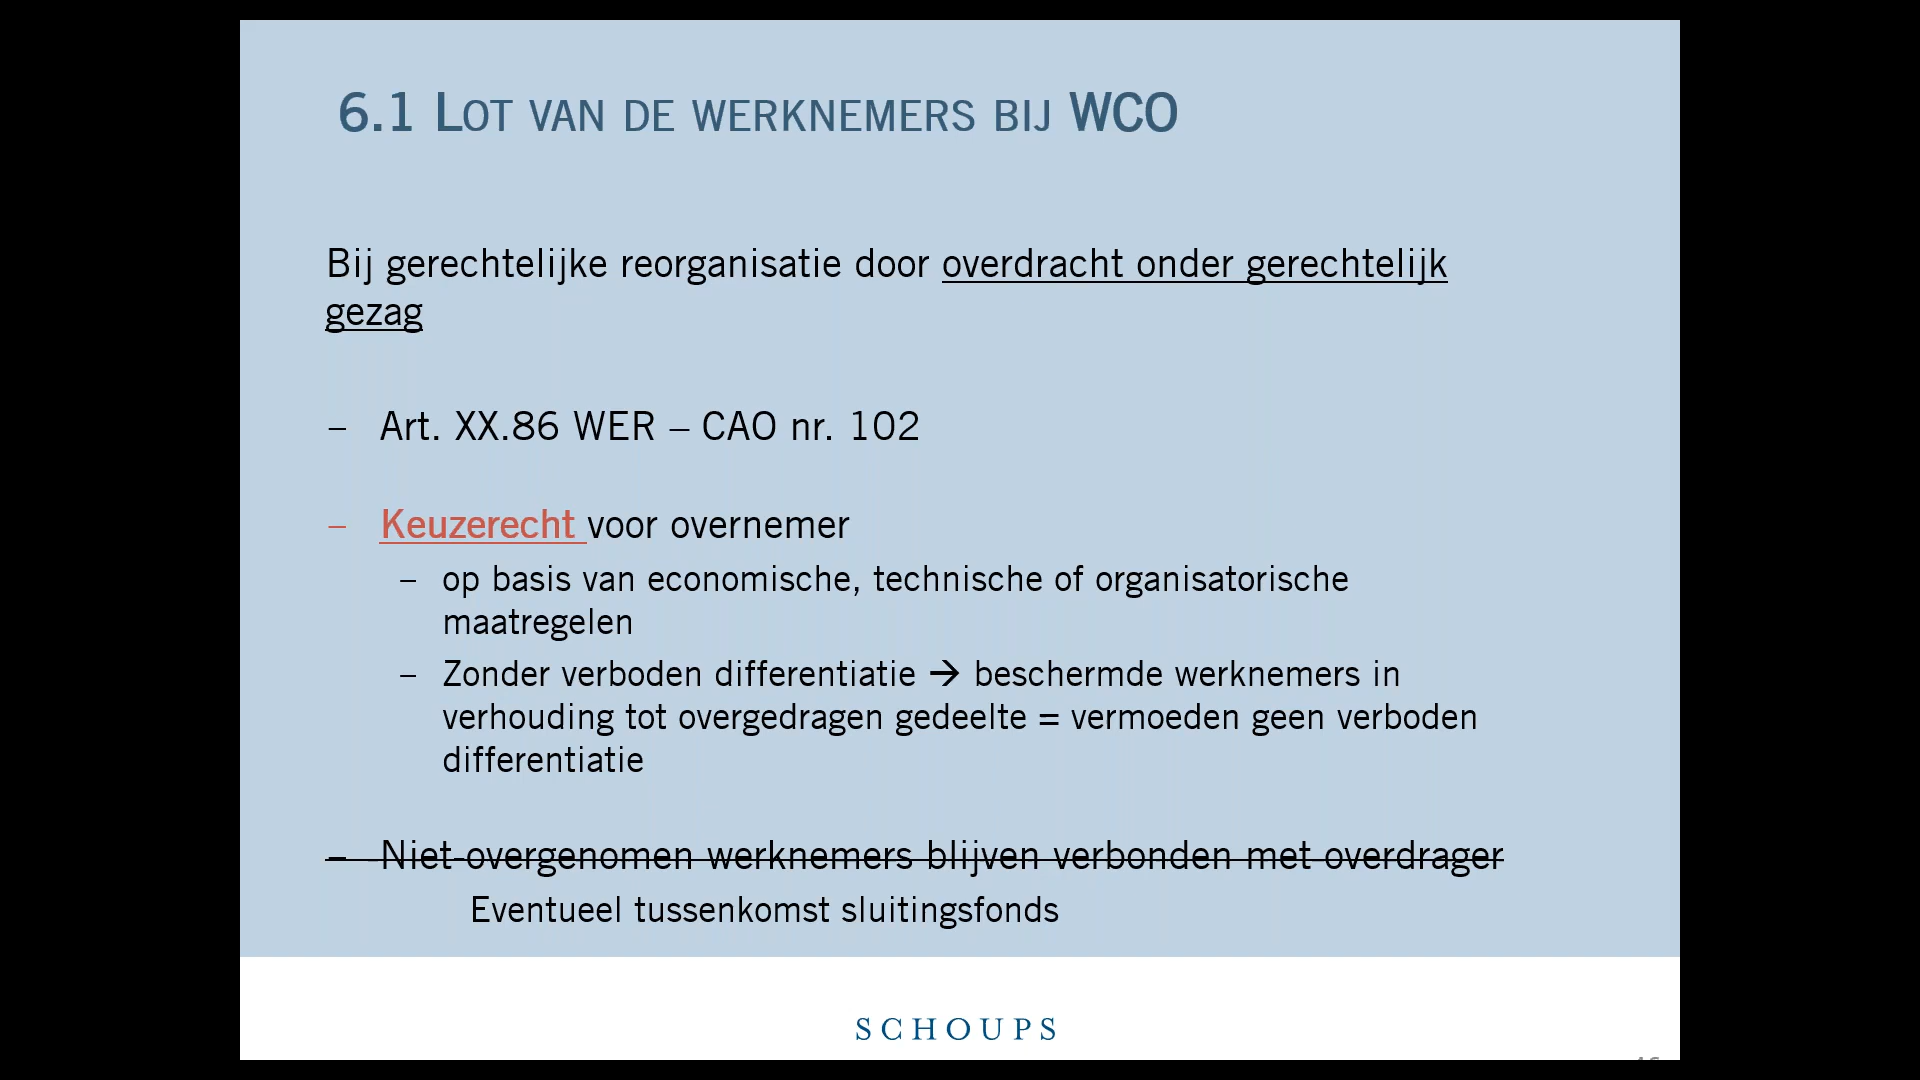 6.1 LOT VAN DE WERKNEMERS BIJ WCO
Bij gerechtelijke reorganisatie door overdracht onder gerechtelijk
gezag
– Art. XX.86 WER – CAO nr. 102
– Keuzerecht voor overnemer
– op basis van economische, technische of organisatorische
maatregelen
– Zonder verboden differentiatie → beschermde werknemers in
verhouding tot overgedragen gedeelte = vermoeden geen verboden
differentiatie
– Niet-overgenomen werknemers blijven verbonden met overdrager
Eventueel tussenkomst sluitingsfonds
SCHOUPS